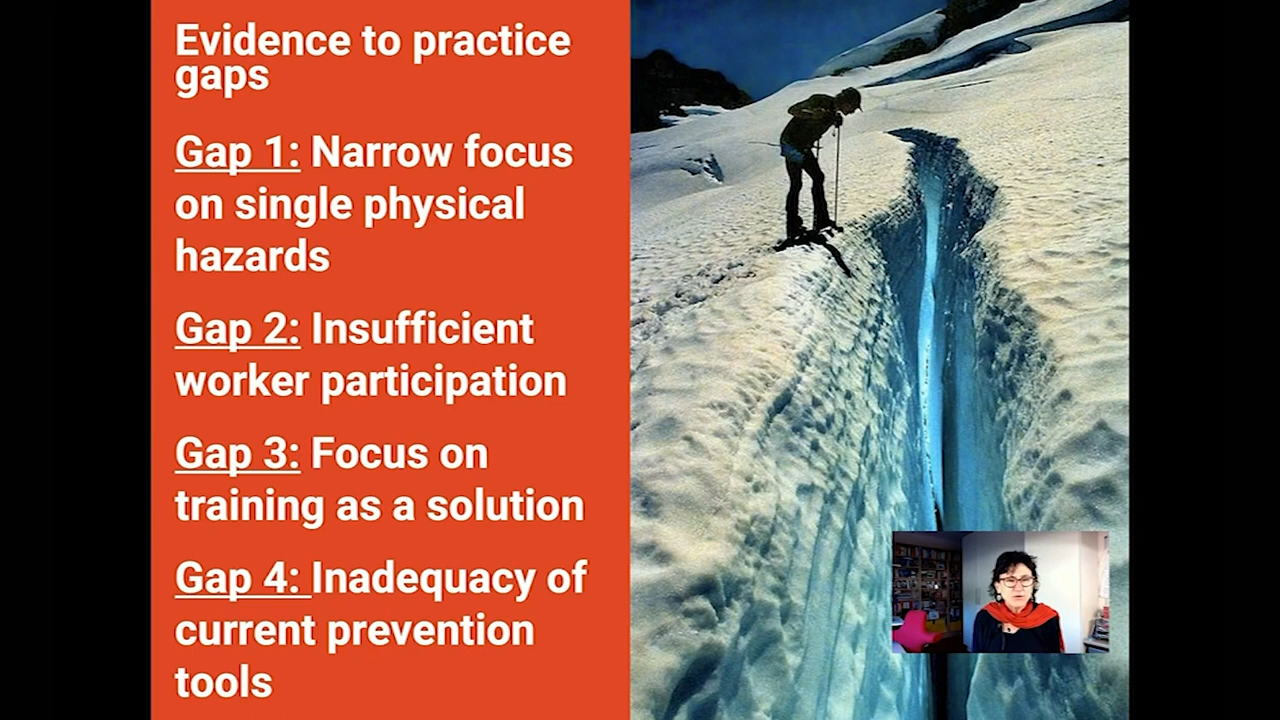 Evidence to practice
gaps
Gap 1: Narrow focus
on single physical
hazards
Gap 2: Insufficient
worker participation
Gap 3: Focus on
training as a solution
Gap 4: Inadequacy of
current prevention
tools